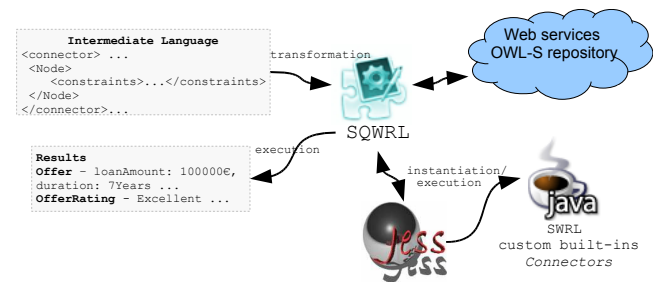 Intermediate Language
<connector> ...
<Node>
<constraints>...</constraints>
</Node>
</connector>...
transformation
Web services
OWL-S repository
SQWRL
execution
Results
Offer - loanAmount: 100000€,
duration: 7Years ...
OfferRating - Excellent ...
instantiation/
execution
Jess
java
SWRL
custom built-ins
Connectors